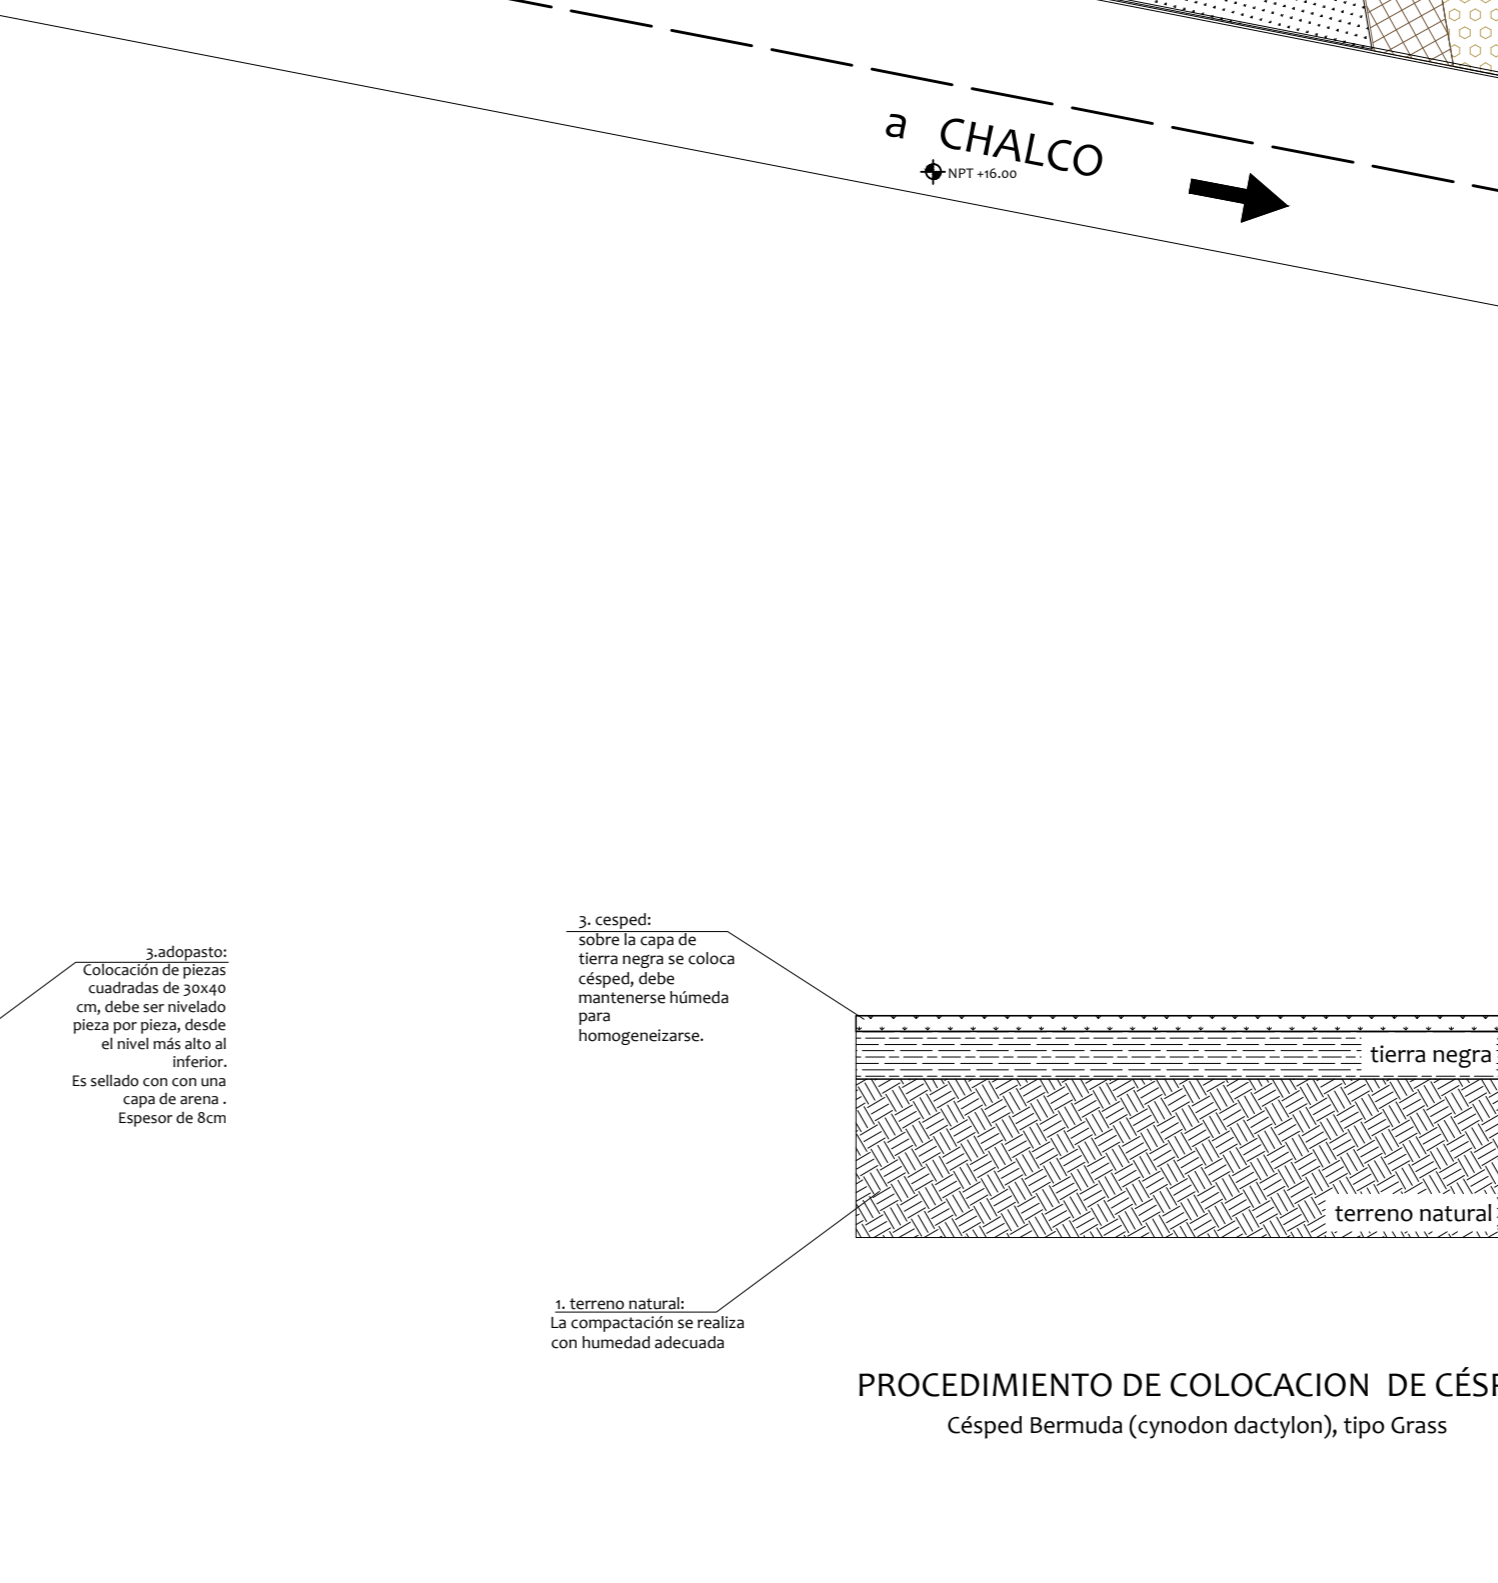 a CHALCO
NPT +16.00
3.adopasto:
Colocación de piezas
cuadradas de 30x40
cm, debe ser nivelado
pieza por pieza, desde
el nivel más alto al
inferior.
Es sellado con con una
capa de arena .
Espesor de 8cm
3. cesped:
sobre la capa de
tierra negra se coloca
césped, debe
mantenerse húmeda
para
homogeneizarse.
tierra negra
terreno natural
1. terreno natural:
La compactación se realiza
con humedad adecuada
PROCEDIMIENTO DE COLOCACION DE CÉSP
Césped Bermuda (cynodon dactylon), tipo Grass